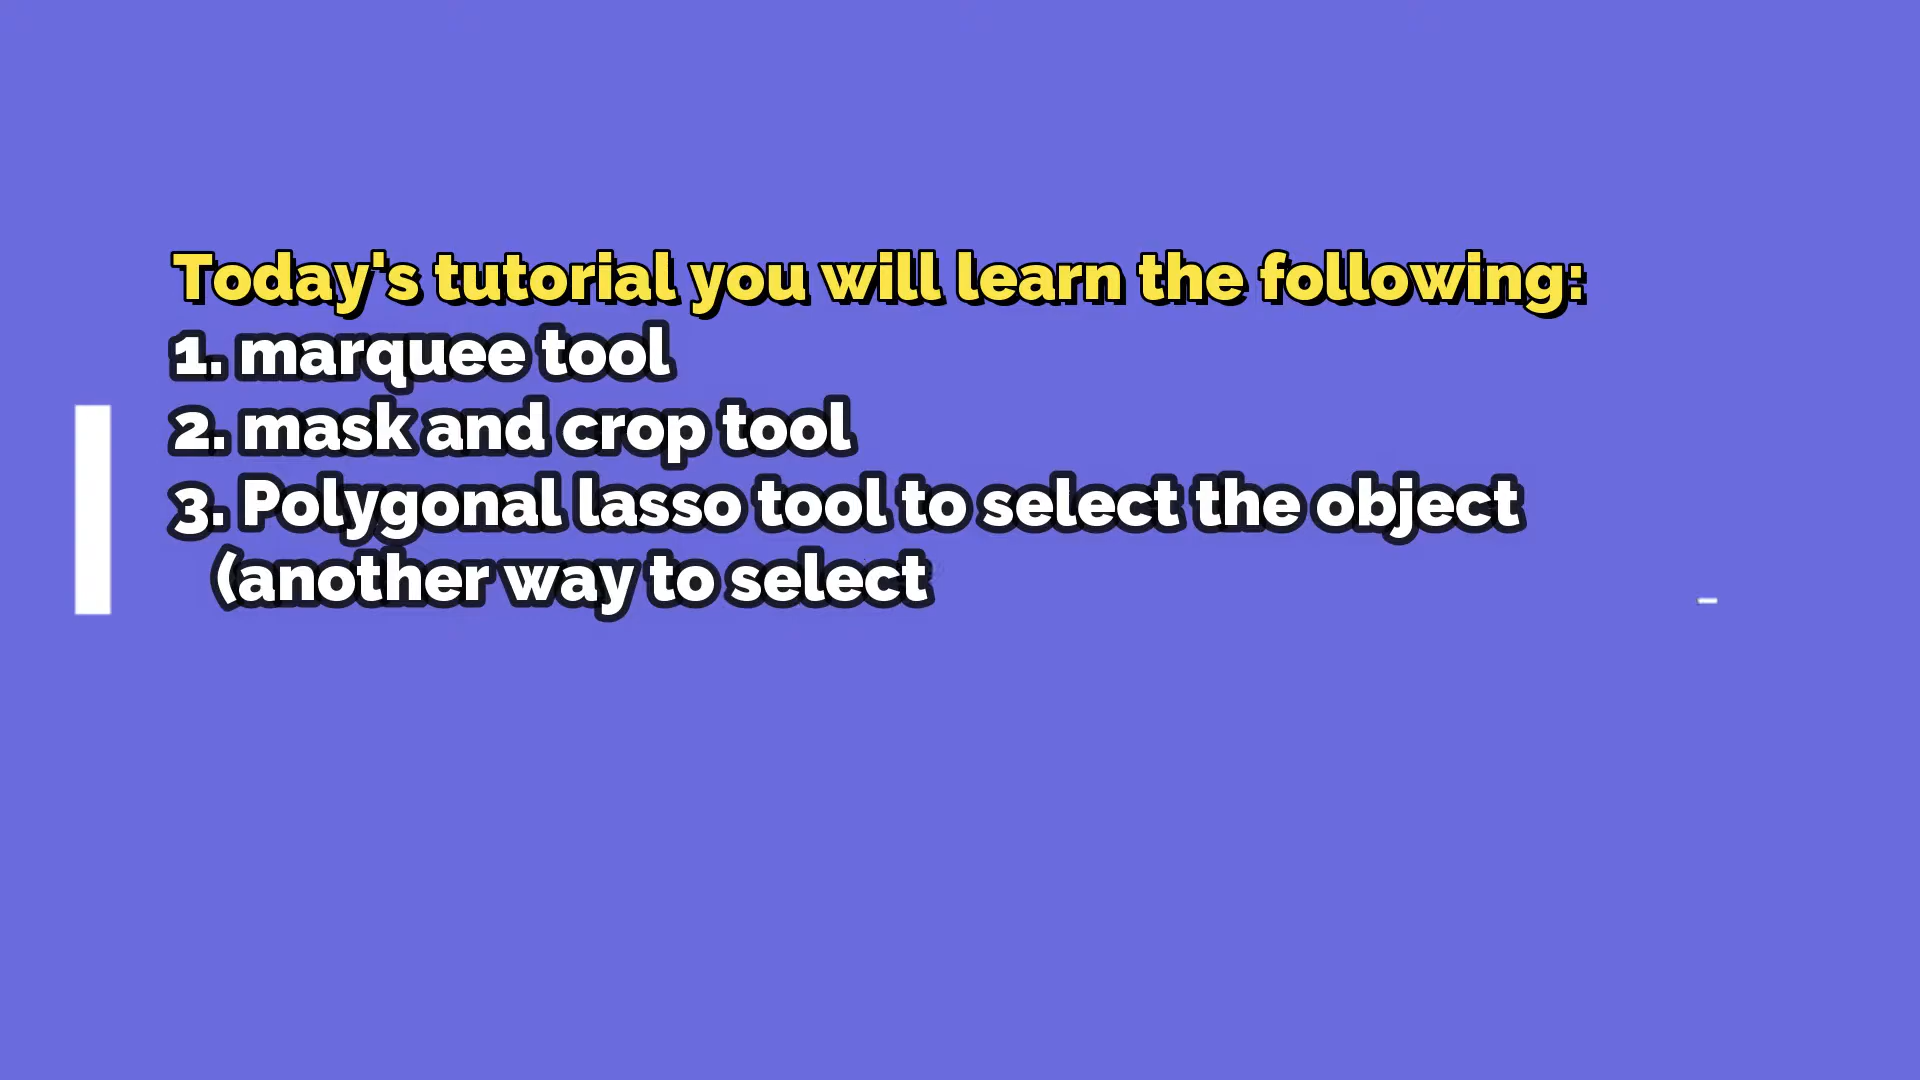 Today's tutorial you will learn the following:
1. marquee tool
2. mask and crop tool
3. Polygonal lasso tool to select the object
(another way to select